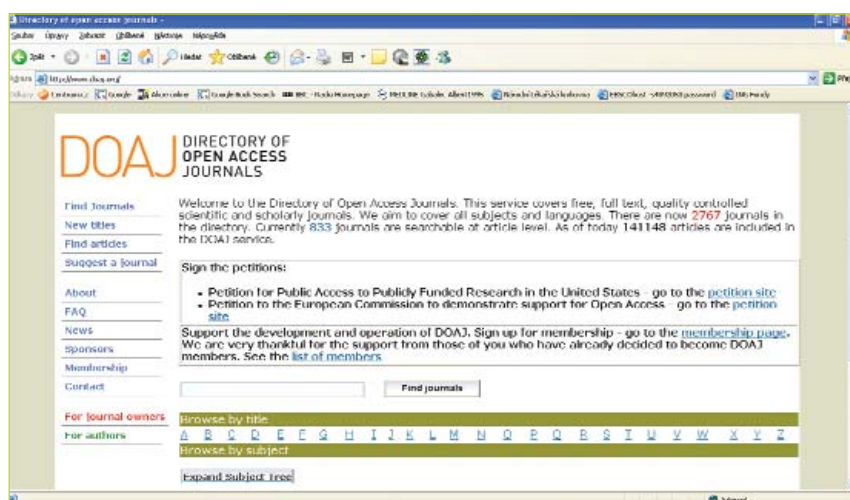 Directory of open access journals -
Soubor Úpravy Zobrazit Oblíbené Nástroje Nápověda
Zpět Hledat Oblíbené
http://www.doaj.org/
Google Google Book Search
DOAJ DIRECTORY OF
OPEN ACCESS
JOURNALS
Find Journals
New titles
Find articles
Suggest a Journal
About
FAQ
News
Sponsors
Membership
Contact
For journal owners
For authors
Welcome to the Directory of Open Access Journals. This service covers free, full text, quality controlled
scientific and scholarly journals. We aim to cover all subjects and languages. There are now 2767 journals in
the directory. Currently 833 journals are searchable at article level. As of today 141148 articles are included in
the DOAJ service.
Sign the petitions:
• Petition for Public Access to Publicly Funded Research in the United States - go to the petition site
• Petition to the European Commission to demonstrate support for Open Access - go to the petition
site
Support the development and operation of DOAJ. Sign up for membership - go to the membership page.
We are very thankful for the support from those of you who have already decided to become DOAJ
members. See the list of members
Find journals
Browse by title
A B C D E F G H I J K L M N O P Q R S T U V W X Y Z
Browse by subject
Expand Subject Tree